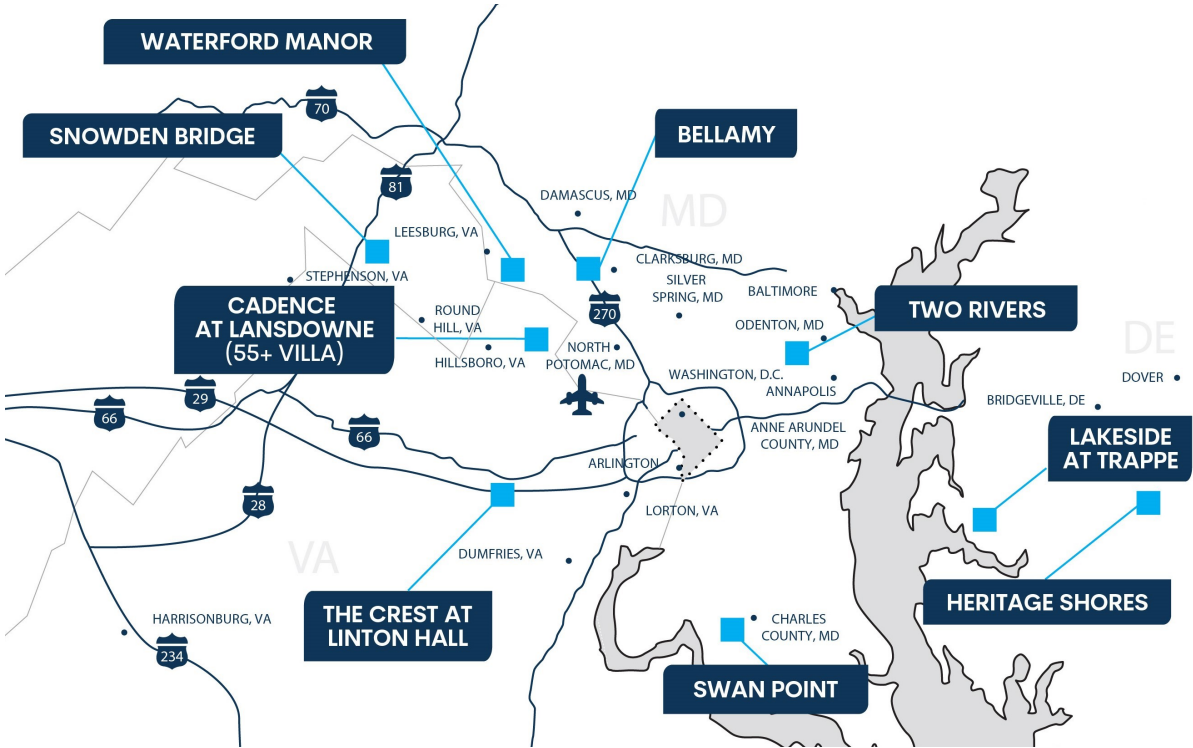 WATERFORD MANOR
70
SNOWDEN BRIDGE
BELLAMY
81
DAMASCUS, MD
MD
LEESBURG, VA
CLARKSBURG, MD
STEPHENSON, VA
SILVER
SPRING, MD
BALTIMORE
CADENCE
AT LANSDOWNE
(55+ VILLA)
ROUND
HILL, VA
270
TWO RIVERS
ODENTON, MD
DE
HILLSBORO, VA
NORTH
POTOMAC, MD
WASHINGTON, D.C.
ANNAPOLIS
DOVER
29
66
66
BRIDGEVILLE, DE
ANNE ARUNDEL
COUNTY, MD
LAKESIDE
AT TRAPPE
ARLINGTON
28
LORTON, VA
VA
DUMFRIES, VA
HERITAGE SHORES
THE CREST AT
LINTON HALL
HARRISONBURG, VA
234
CHARLES
COUNTY, MD
SWAN POINT